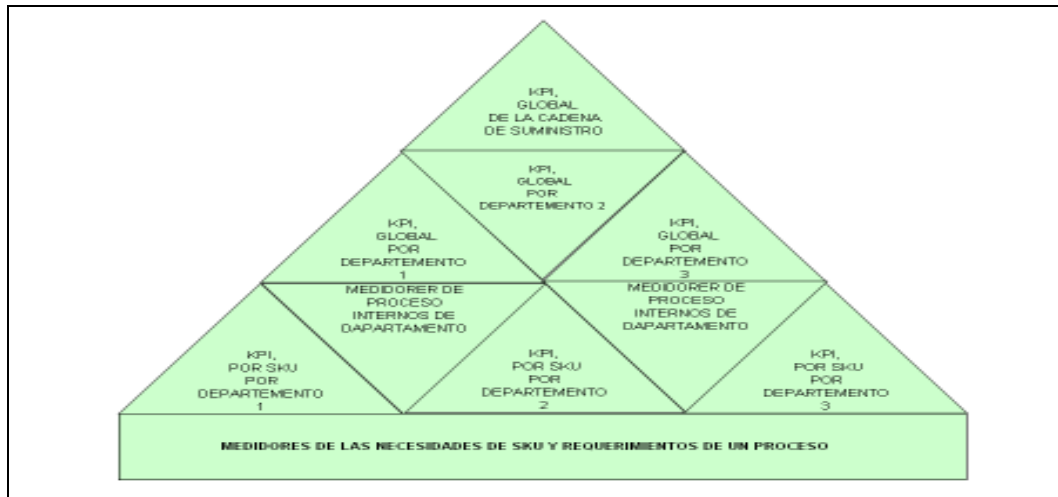 KPI,
GLOBAL
DE LA CADENA
DE SUMINISTRO
KPI,
GLOBAL
POR
DEPARTEMENTO 2
KPI,
GLOBAL
POR
DEPARTEMENTO
1
KPI,
GLOBAL
POR
DEPARTEMENTO
3
MEDIDORER DE
PROCESO
INTERNOS DE
DAPARTAMENTO
MEDIDORER DE
PROCESO
INTERNOS DE
DAPARTAMENTO
KPI,
POR SKU
POR
DEPARTEMENTO
1
KPI,
POR SKU
POR
DEPARTEMENTO
2
KPI,
POR SKU
POR
DEPARTEMENTO
3
MEDIDORES DE LAS NECESIDADES DE SKU Y REQUERIMIENTOS DE UN PROCESO